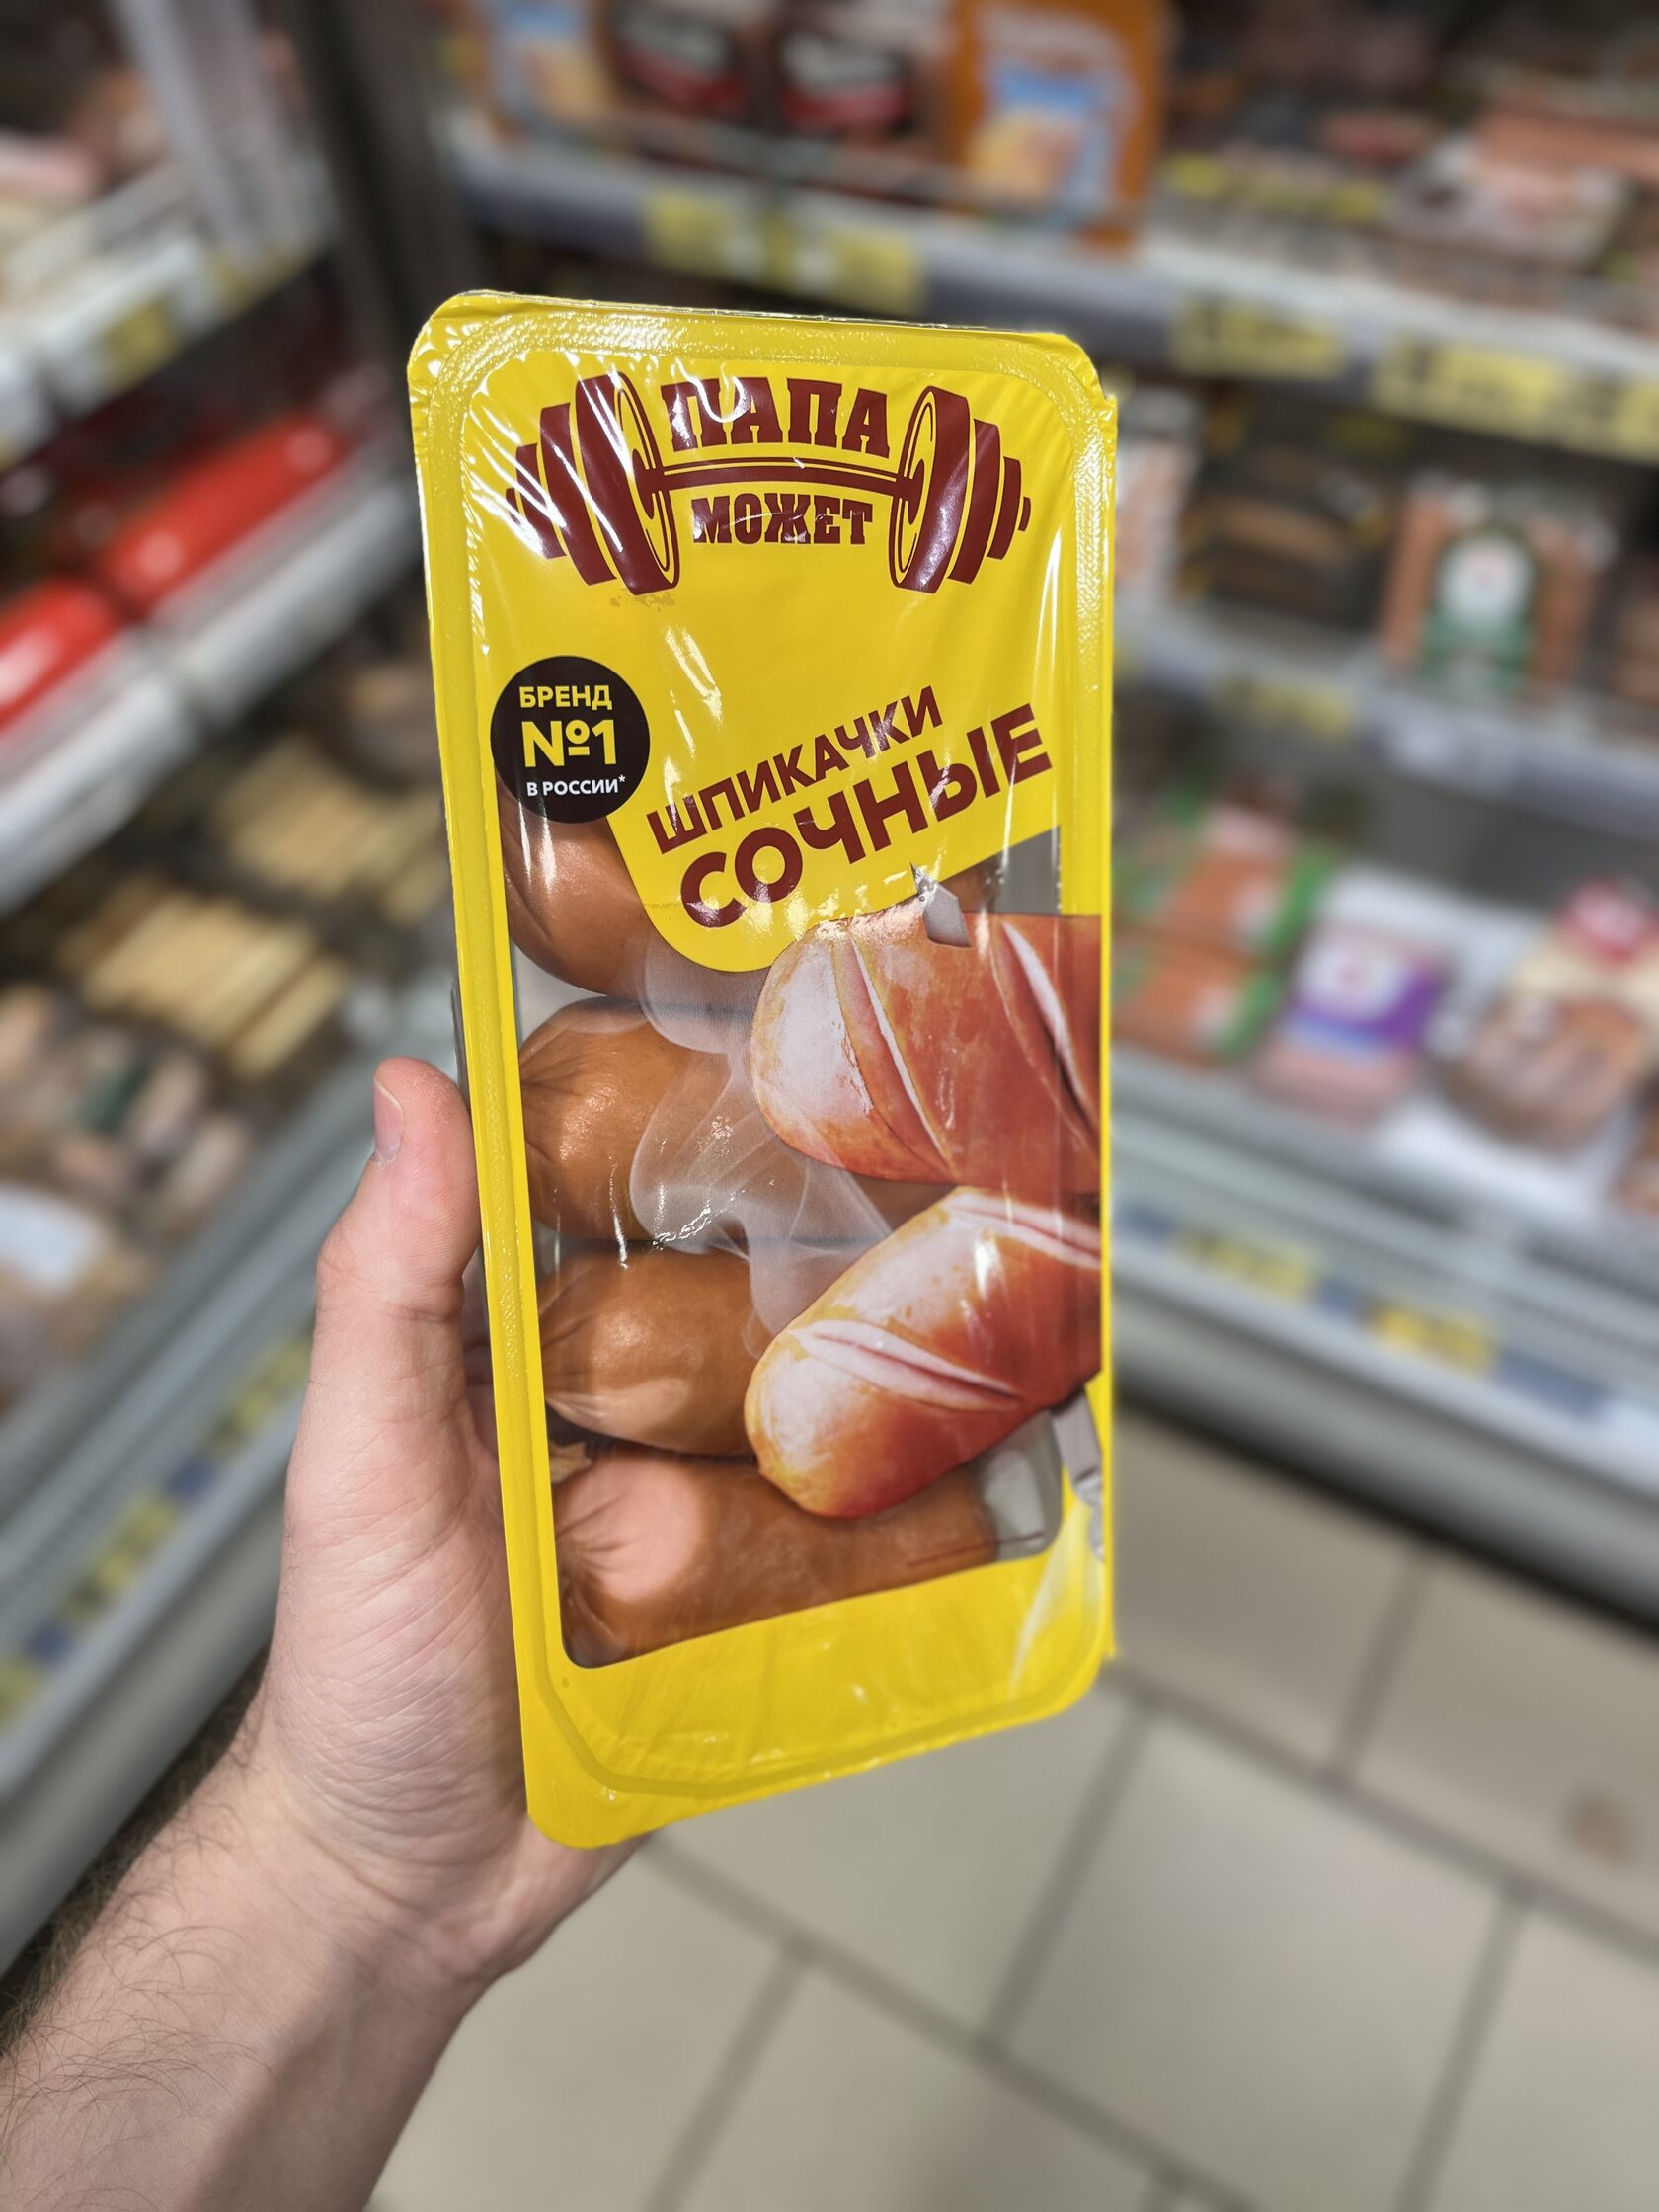 ПАПА
МОЖЕТ
БРЕНД
№1
В РОССИИ*
ШПИКАЧКИ
СОЧНЫЕ